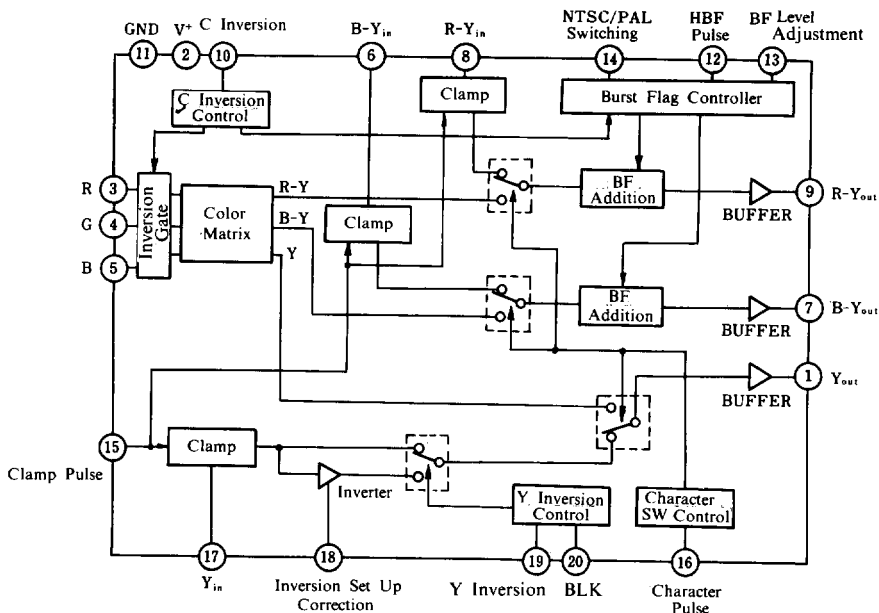 GND
V+
C Inversion
B-Yin
R-Yin
NTSC/PAL
Switching
HBF
Pulse
BF Level
Adjustment
11
2
10
6
8
14
12
13
C Inversion
Control
Clamp
Burst Flag Controller
R
3
G
4
B
5
Inversion
Gate
Color
Matrix
R-Y
B-Y
Y
Clamp
BF
Addition
BUFFER
9
R-Yout
BF
Addition
BUFFER
7
B-Yout
BUFFER
1
Yout
15
Clamp Pulse
Clamp
Inverter
Y Inversion
Control
Character
SW Control
17
18
19
20
16
Yin
Inversion Set Up
Correction
Y Inversion
BLK
Character
Pulse